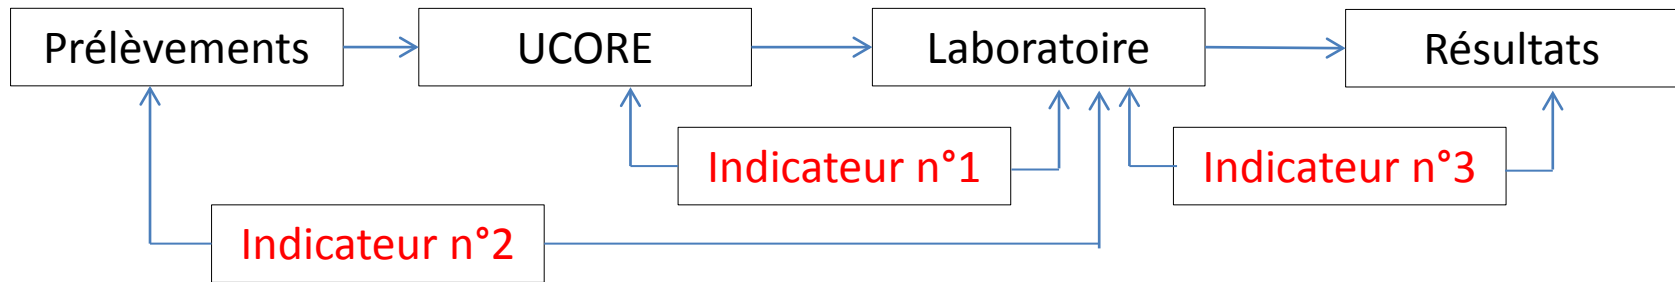 Prélèvements
UCORE
Laboratoire
Résultats
Indicateur n°1
Indicateur n°3
Indicateur n°2